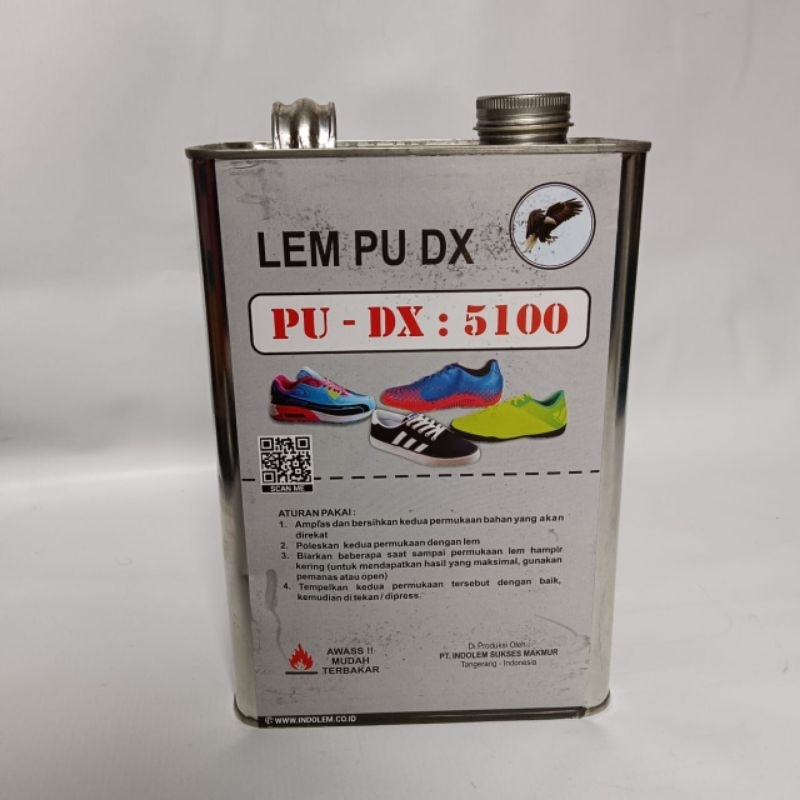 LEM PU DX
PU - DX : 5100
SCAN ME
ATURAN PAKAI :
1. Ampfas dan bersihkan kedua permukaan bahan yang akan
direkat
2. Poleskan kedua permukaan dengan lem
3. Biarkan beberapa saat sampai permukaan lem hampir
kering (untuk mendapatkan hasil yang maksimal, gunakan
pemanas atau open)
4. Tempelkan kedua permukaan tersebut dengan baik,
kemudian di tekan / dipress.
AWASS !!
MUDAH
TERBAKAR
Di Produksi Oleh :
PT. INDOLEM SUKSES MAKMUR
Tangerang - Indonesia
WWW.INDOLEM.CO.ID